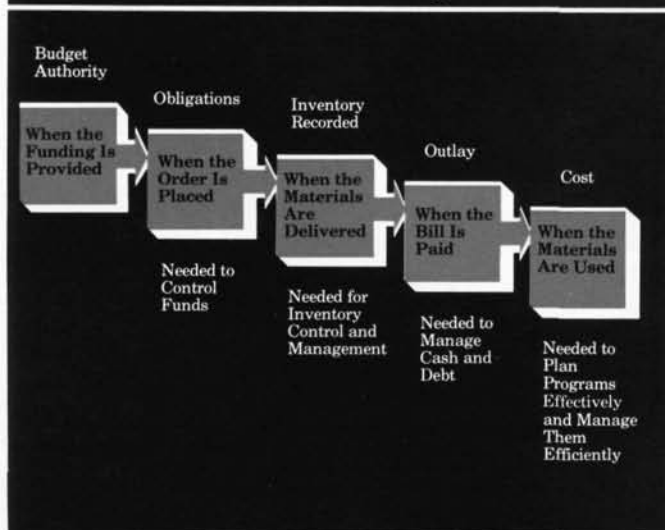 Budget
Authority
When the
Funding Is
Provided
Obligations
When the
Order Is
Placed
Needed to
Control
Funds
Inventory
Recorded
When the
Materials
Are
Delivered
Needed for
Inventory
Control and
Management
Outlay
When the
Bill Is
Paid
Needed to
Manage
Cash and
Debt
Cost
When the
Materials
Are Used
Needed to
Plan
Programs
Effectively
and Manage
Them
Efficiently